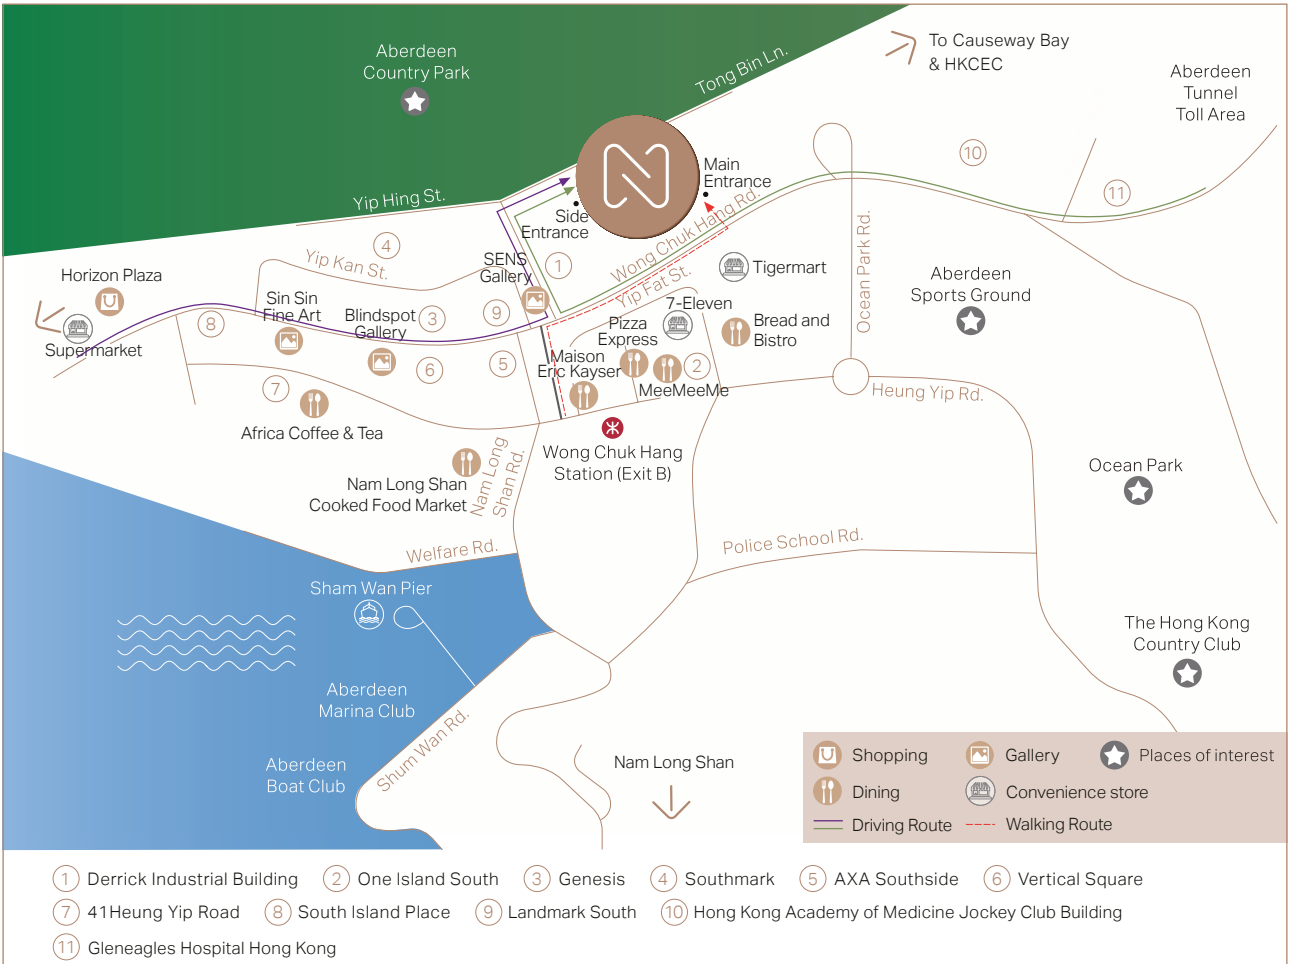 Aberdeen
Country Park
Tong Bin Ln.
To Causeway Bay
& HKCEC
Aberdeen
Tunnel
Toll Area
N
Main
Entrance
10
11
Yip Hing St.
Side
Entrance
Wong Chuk Hang Rd.
Ocean Park Rd.
4
Yip Kan St.
SENS
Gallery
1
Yip Fat St.
Tigermart
Aberdeen
Sports Ground
Horizon Plaza
Supermarket
8
Sin Sin
Fine Art
Blindspot
Gallery
3
9
7-Eleven
Pizza
Express
Bread and
Bistro
6
5
Maison
Eric Kayser
2
MeeMeeMe
7
Heung Yip Rd.
Africa Coffee & Tea
Wong Chuk Hang
Station (Exit B)
Nam Long
Shan Rd.
Nam Long Shan
Cooked Food Market
Ocean Park
Welfare Rd.
Police School Rd.
Sham Wan Pier
The Hong Kong
Country Club
Aberdeen
Marina Club
Shum Wan Rd.
Aberdeen
Boat Club
Nam Long Shan
Shopping
Gallery
Places of interest
Dining
Convenience store
Driving Route
Walking Route
1 Derrick Industrial Building 2 One Island South 3 Genesis 4 Southmark 5 AXA Southside 6 Vertical Square
7 41Heung Yip Road 8 South Island Place 9 Landmark South 10 Hong Kong Academy of Medicine Jockey Club Building
11 Gleneagles Hospital Hong Kong